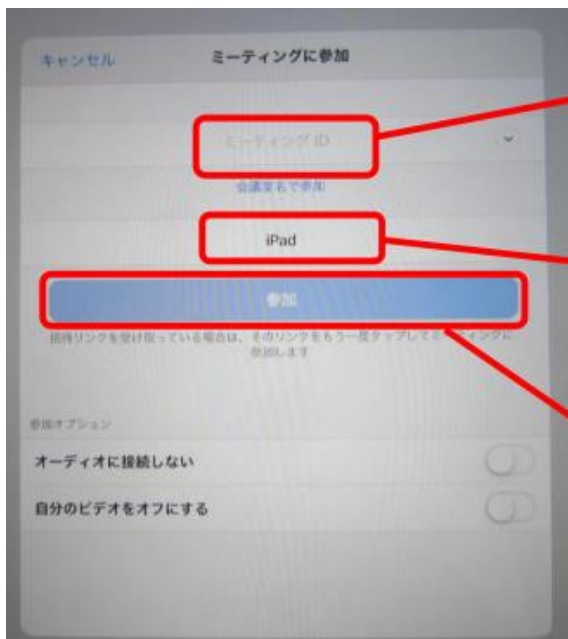 キャンセル
ミーティングに参加
ミーティング ID
会議室名で参加
iPad
参加
招待リンクを受け取っている場合は、そのリンクをもう一度タップしてミーティングに
参加します
参加オプション
オーディオに接続しない
自分のビデオをオフにする